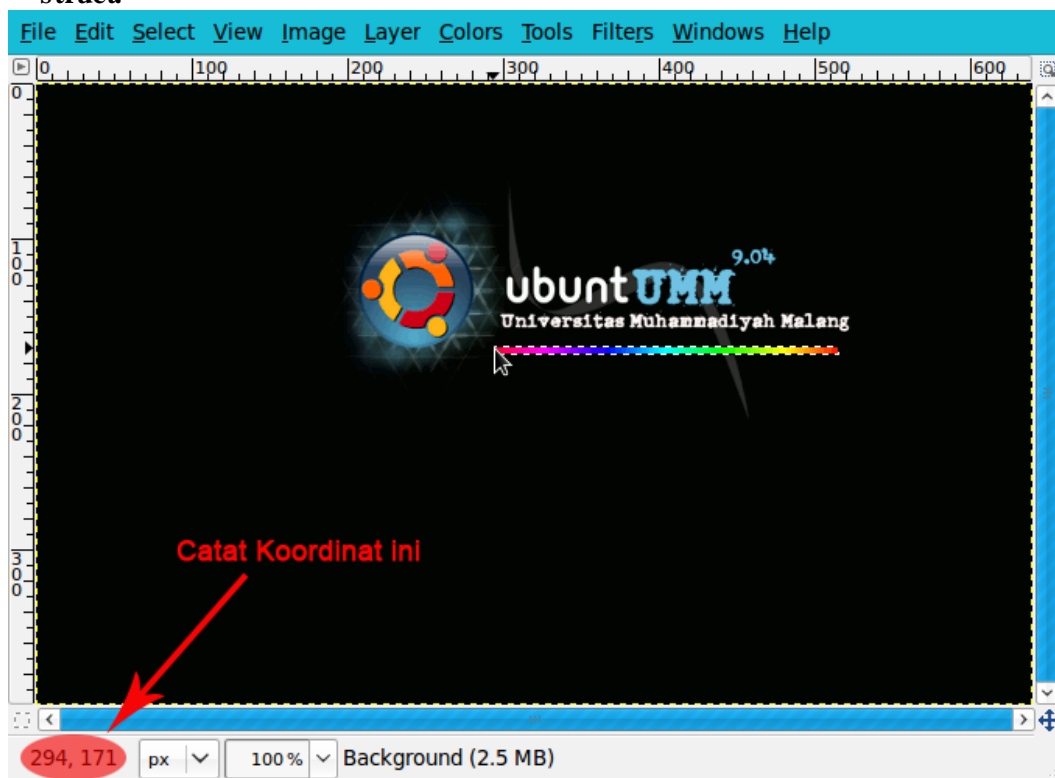 struct.
File Edit Select View Image Layer Colors Tools Filters Windows Help
0 100 200 300 400 500 600
0
100
200
300
9.04
ubuntUMM
Universitas Muhammadiyah Malang
Catat Koordinat ini
294, 171 px 100 % Background (2.5 MB)